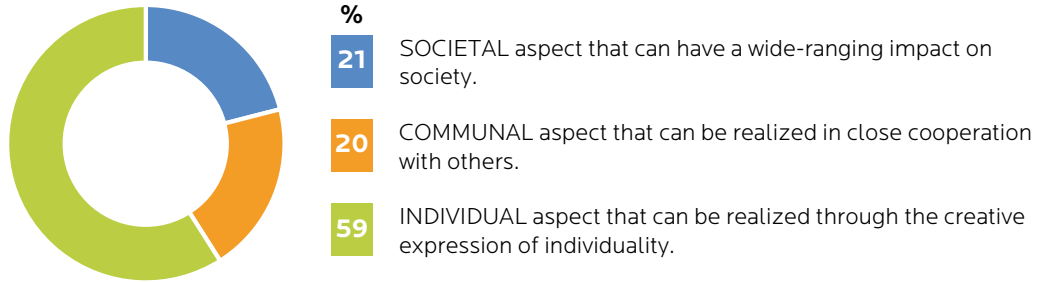 %
21
SOCIETAL aspect that can have a wide-ranging impact on
society.
20
COMMUNAL aspect that can be realized in close cooperation
with others.
59
INDIVIDUAL aspect that can be realized through the creative
expression of individuality.